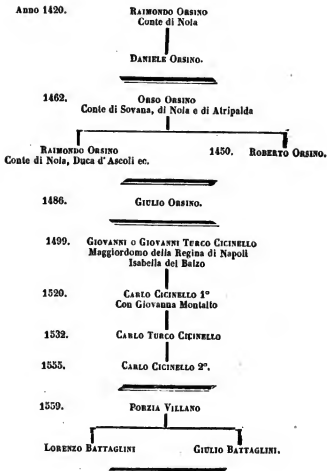 Anno 1420. RAIMONDO ORSINO
Conte di Nola
DANIELE ORSINO.
1462. ORSO ORSINO
Conte di Sovana, di Nola e di Atripalda
RAIMONDO ORSINO 1450. ROBERTO ORSINO.
Conte di Nola, Duca d'Ascoli ec.
1486. GIULIO ORSINO.
1499. GIOVANNI O GIOVANNI TURCO CICINELLO
Maggiordomo della Regina di Napoli
Isabella del Balzo
1520. CARLO CICINELLO 1º
Con Giovanna Montalto
1532. CARLO TURCO CICINELLO
1555. CARLO CICINELLO 2º.
1559. PORZIA VILLANO
LORENZO BATTAGLINI GIULIO BATTAGLINI.